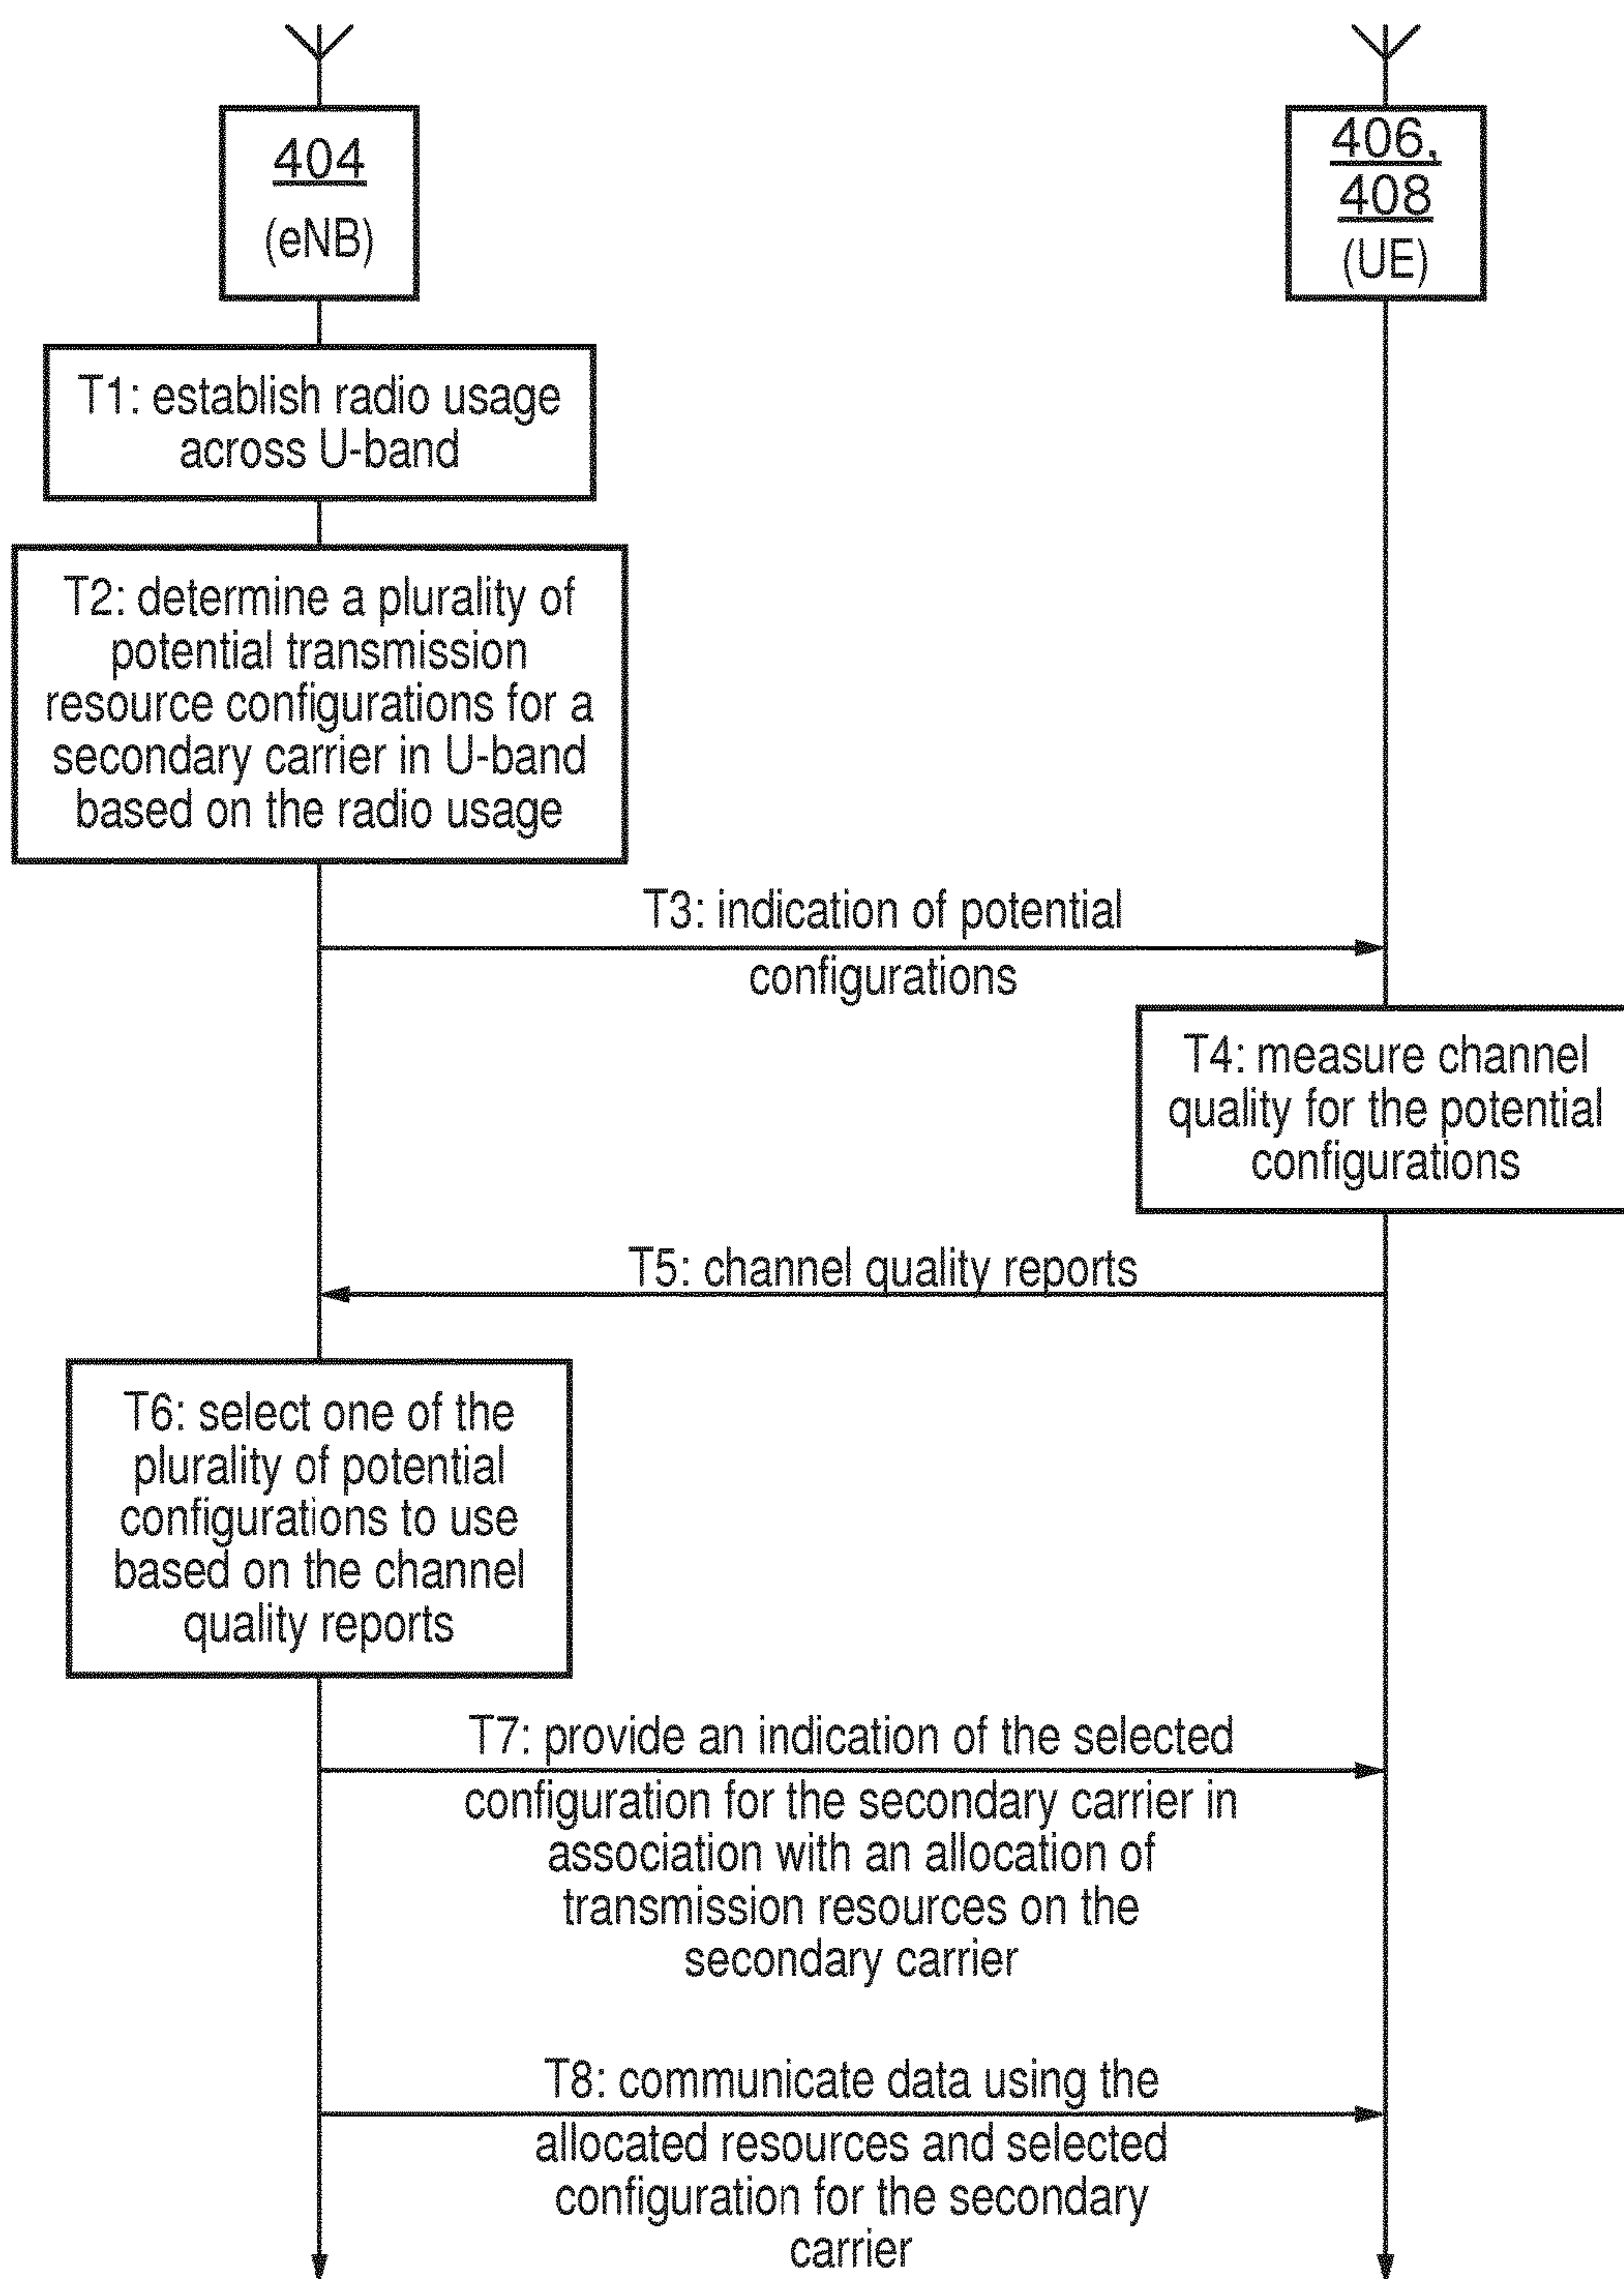 404
(eNB)
406,
408
(UE)
T1: establish radio usage
across U-band
T2: determine a plurality of
potential transmission
resource configurations for a
secondary carrier in U-band
based on the radio usage
T3: indication of potential
configurations
T4: measure channel
quality for the potential
configurations
T5: channel quality reports
T6: select one of the
plurality of potential
configurations to use
based on the channel
quality reports
T7: provide an indication of the selected
configuration for the secondary carrier in
association with an allocation of
transmission resources on the
secondary carrier
T8: communicate data using the
allocated resources and selected
configuration for the secondary
carrier